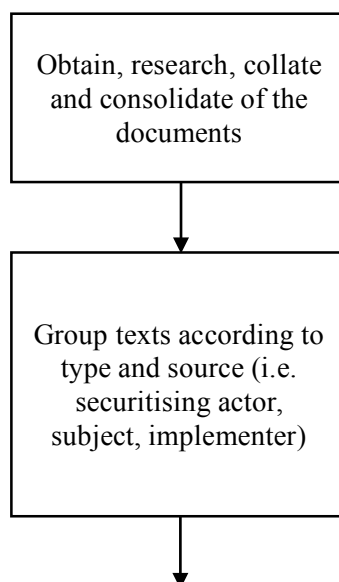 Obtain, research, collate
and consolidate of the
documents
Group texts according to
type and source (i.e.
securitising actor,
subject, implementer)